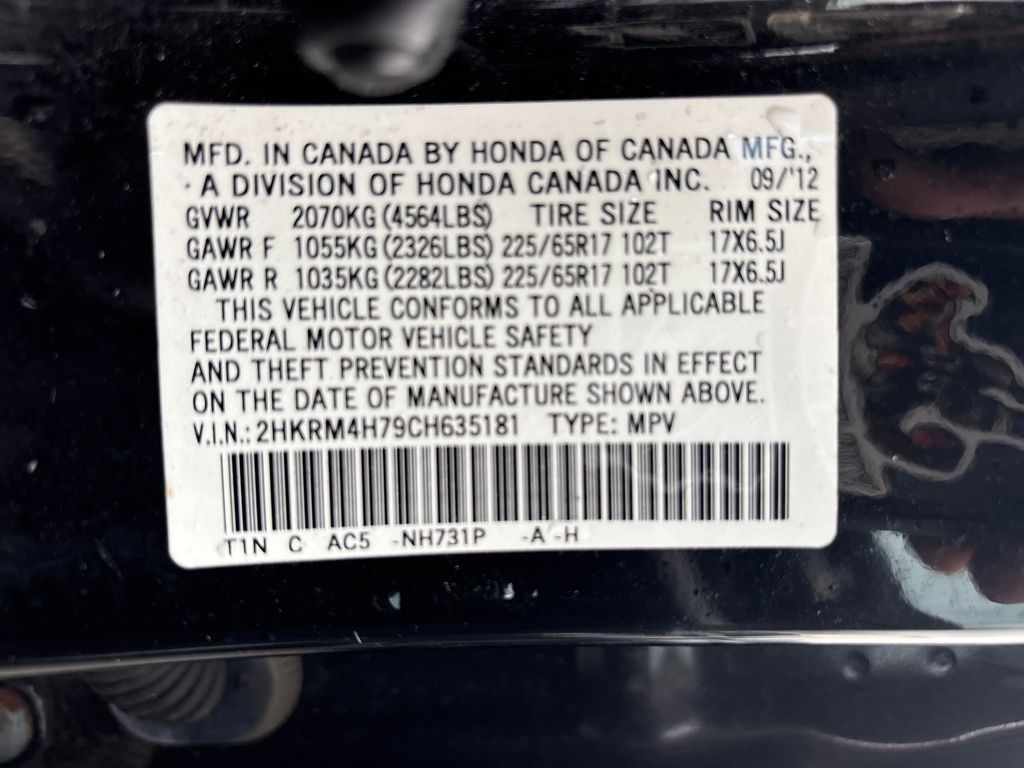 MFD. IN CANADA BY HONDA OF CANADA MFG.,
A DIVISION OF HONDA CANADA INC. 09/'12
GVWR 2070KG (4564LBS) TIRE SIZE RIM SIZE
GAWR F 1055KG (2326LBS) 225/65R17 102T 17X6.5J
GAWR R 1035KG (2282LBS) 225/65R17 102T 17X6.5J
THIS VEHICLE CONFORMS TO ALL APPLICABLE
FEDERAL MOTOR VEHICLE SAFETY
AND THEFT PREVENTION STANDARDS IN EFFECT
ON THE DATE OF MANUFACTURE SHOWN ABOVE.
V.I.N.: 2HKRM4H79CH635181 TYPE: MPV
T1N C AC5 -NH731P -A -H